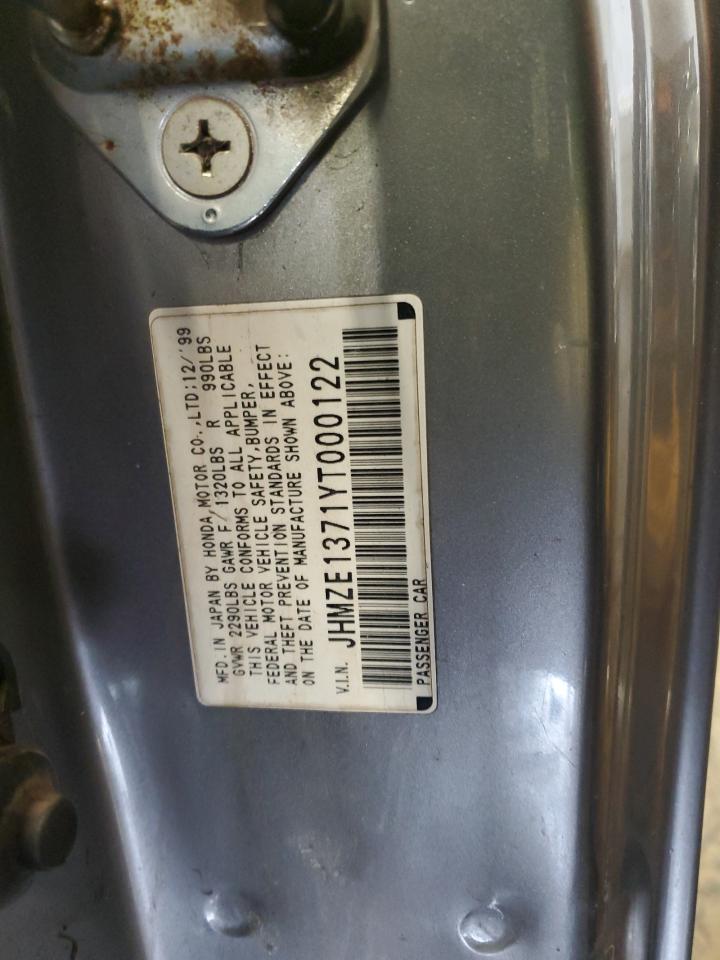 MFD. IN JAPAN BY HONDA MOTOR CO., LTD; 12/'99
GVWR 2290LBS GAWR F/1320LBS R 990LBS
THIS VEHICLE CONFORMS TO ALL APPLICABLE
FEDERAL MOTOR VEHICLE SAFETY, BUMPER,
AND THEFT PREVENTION STANDARDS IN EFFECT
ON THE DATE OF MANUFACTURE SHOWN ABOVE:
V.I.N. JHMZE1371YT000122
PASSENGER CAR